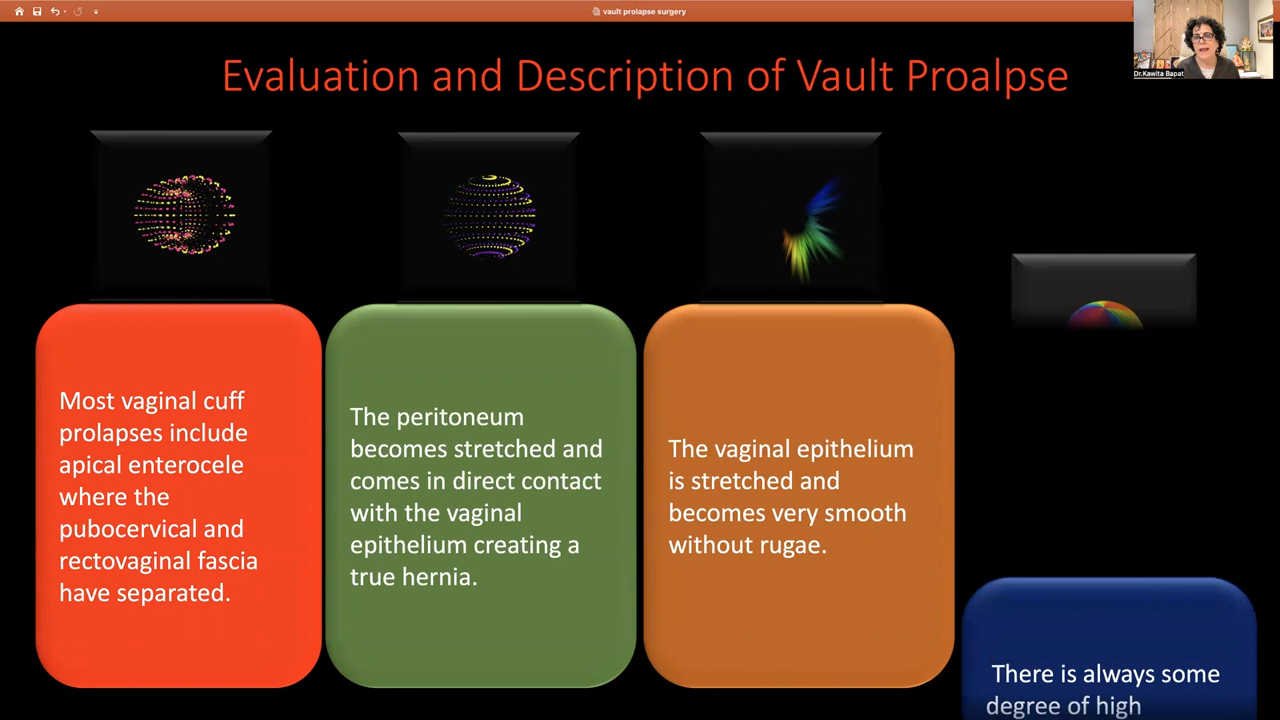 vault prolapse surgery
Dr.Kawita Bapat
Evaluation and Description of Vault Proalpse
Most vaginal cuff
prolapses include
apical enterocele
where the
pubocervical and
rectovaginal fascia
have separated.
The peritoneum
becomes stretched and
comes in direct contact
with the vaginal
epithelium creating a
true hernia.
The vaginal epithelium
is stretched and
becomes very smooth
without rugae.
There is always some
degree of high